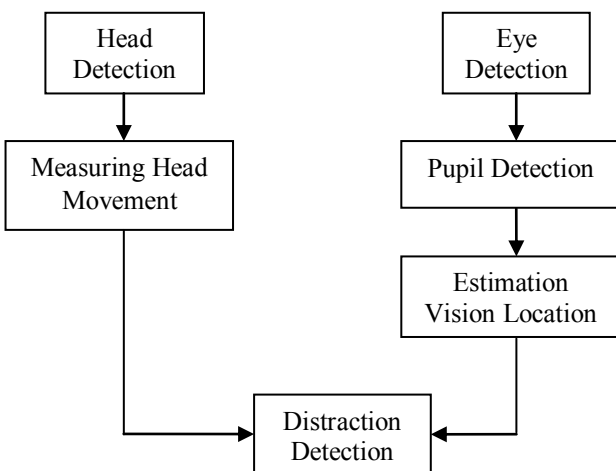 Head
Detection
Eye
Detection
Measuring Head
Movement
Pupil Detection
Estimation
Vision Location
Distraction
Detection